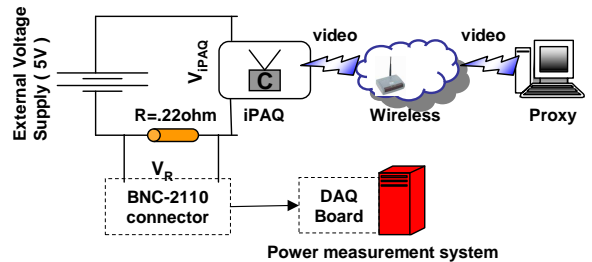 External Voltage
Supply ( 5V)
V iPAQ
C
video
video
R=.22ohm
iPAQ
Wireless
Proxy
VR
BNC-2110
connector
DAQ
Board
Power measurement system